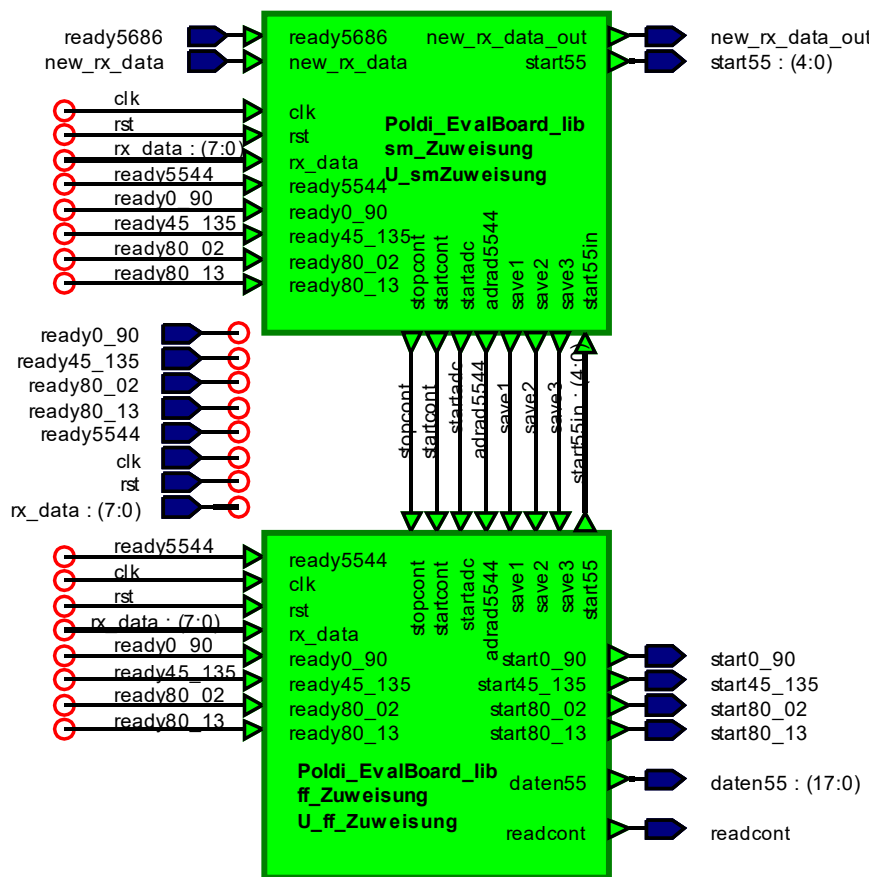 ready5686
new_rx_data
ready5686
new_rx_data
new_rx_data_out
start55
new_rx_data_out
start55 : (4:0)
clk
rst
rx_data : (7:0)
ready5544
ready0_90
ready45_135
ready80_02
ready80_13
clk
rst
rx_data
ready5544
ready0_90
ready45_135
ready80_02
ready80_13
Poldi_EvalBoard_lib
sm_Zuweisung
U_smZuweisung
stopcont
startcont
startadc
adrad5544
save1
save2
save3
start55in
ready0_90
ready45_135
ready80_02
ready80_13
ready5544
clk
rst
rx_data : (7:0)
stopcont
startcont
startadc
adrad5544
save1
save2
save3
start55in : (4:0)
ready5544
clk
rst
rx_data : (7:0)
ready0_90
ready45_135
ready80_02
ready80_13
ready5544
clk
rst
rx_data
ready0_90
ready45_135
ready80_02
ready80_13
stopcont
startcont
startadc
adrad5544
save1
save2
save3
start55
start0_90
start45_135
start80_02
start80_13
daten55
readcont
start0_90
start45_135
start80_02
start80_13
daten55 : (17:0)
readcont
Poldi_EvalBoard_lib
ff_Zuweisung
U_ff_Zuweisung